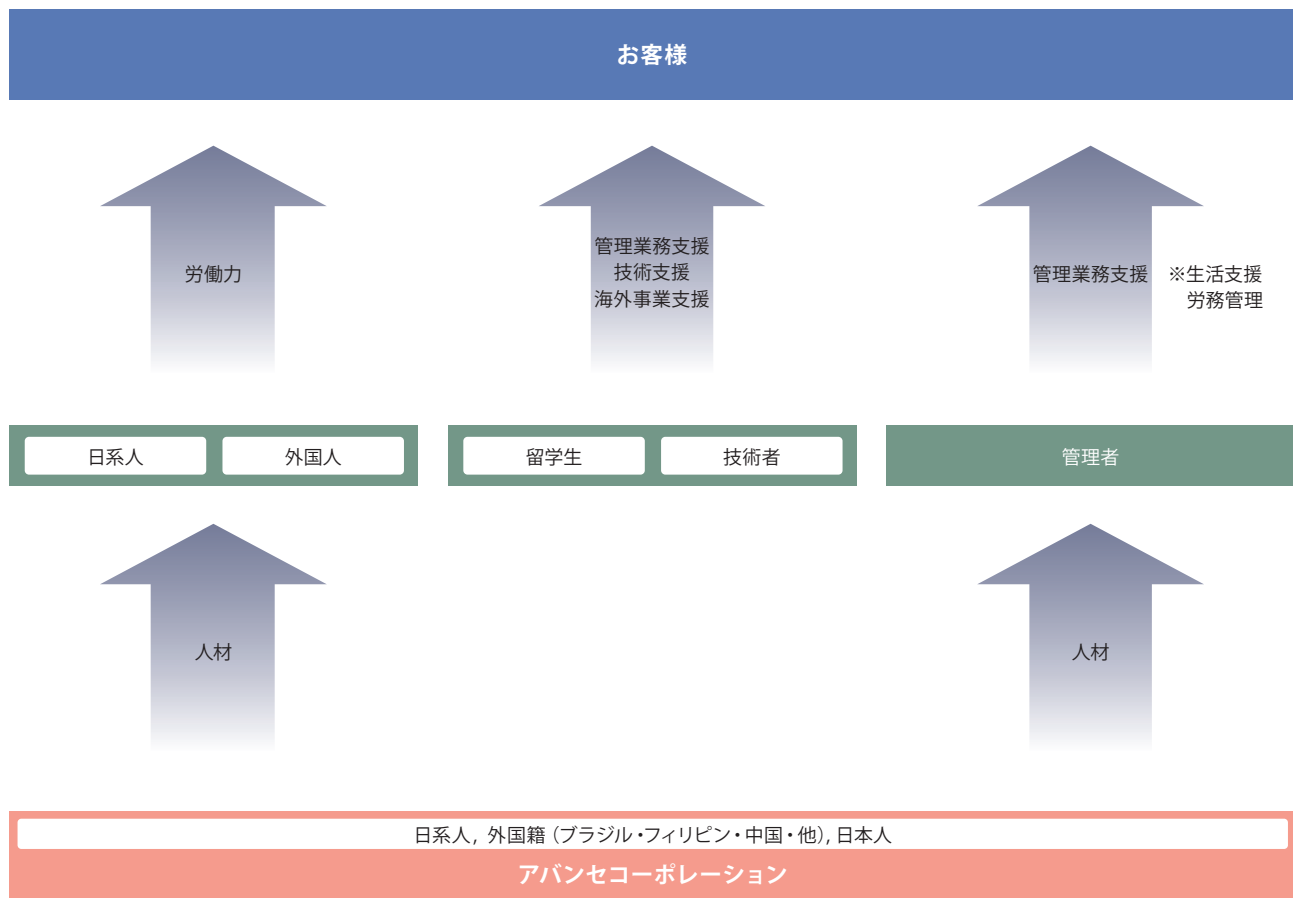 お客様
労働力
管理業務支援
技術支援
海外事業支援
管理業務支援
※生活支援
労務管理
日系人
外国人
留学生
技術者
管理者
人材
人材
日系人, 外国籍（ブラジル・フィリピン・中国・他）, 日本人
アバンセコーポレーション